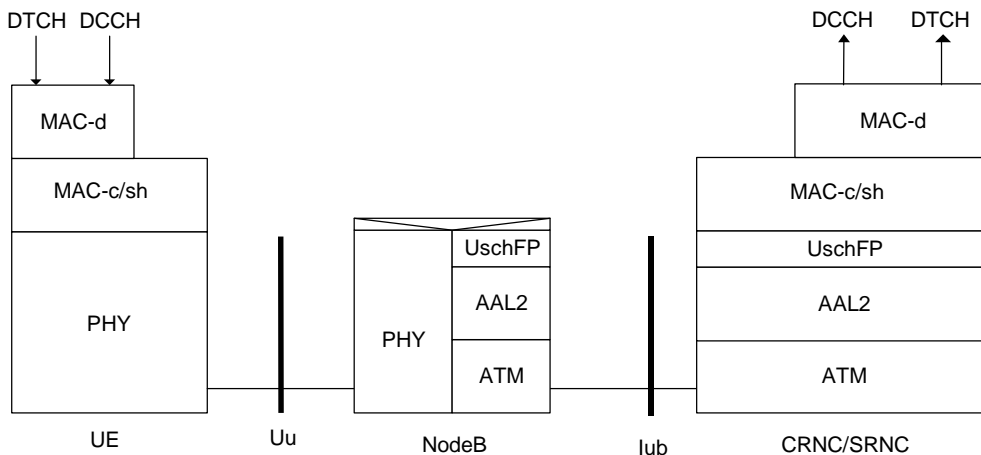 DTCH DCCH
DCCH DTCH
MAC-d
MAC-d
MAC-c/sh
MAC-c/sh
UschFP
UschFP
PHY
PHY
AAL2
AAL2
ATM
ATM
UE
Uu
NodeB
Iub
CRNC/SRNC